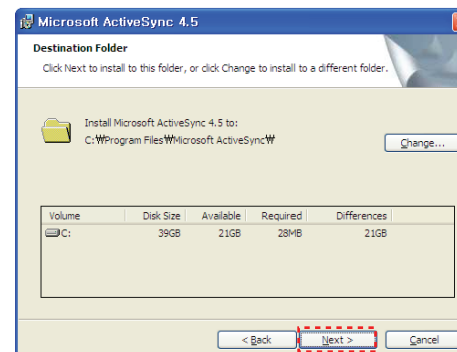 Microsoft ActiveSync 4.5
Destination Folder
Click Next to install to this folder, or click Change to install to a different folder.
Install Microsoft ActiveSync 4.5 to:
C:₩Program Files₩Microsoft ActiveSync₩
Change...
Volume Disk Size Available Required Differences
C: 39GB 21GB 28MB 21GB
< Back Next > Cancel